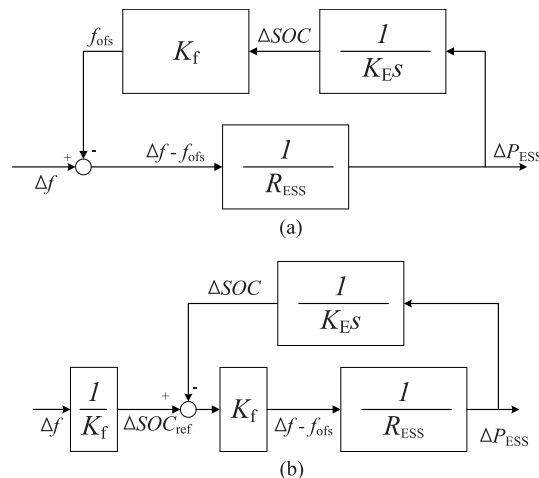 f_ofs
K_f
ΔSOC
1
K_E s
+
-
Δf
Δf - f_ofs
1
R_ESS
ΔP_ESS
(a)
ΔSOC
1
K_E s
Δf
1
K_f
+
-
ΔSOC_ref
K_f
Δf - f_ofs
1
R_ESS
ΔP_ESS
(b)